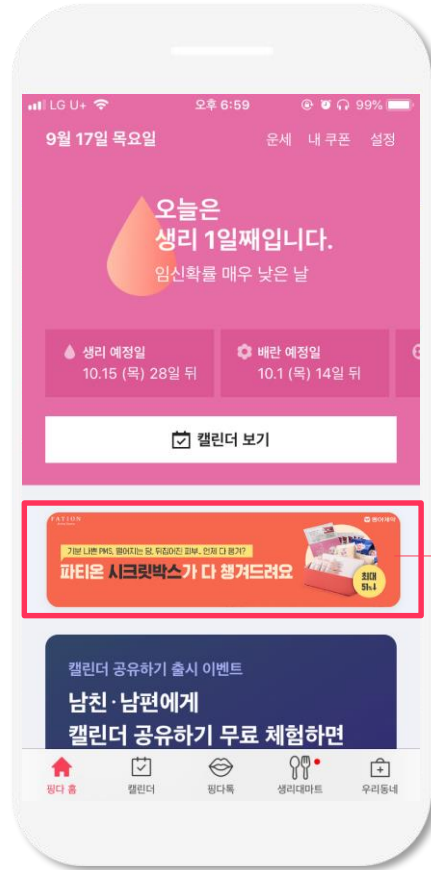 LG U+ 오후 6:59 99%
9월 17일 목요일 운세 내 쿠폰 설정
오늘은
생리 1일째입니다.
임신확률 매우 낮은 날
생리 예정일
10.15 (목) 28일 뒤
배란 예정일
10.1 (목) 14일 뒤
캘린더 보기
FATION
동아제약
기분 나쁜 PMS, 떨어지는 당, 뒤집어진 피부.. 언제 다 챙겨?
파티온 시크릿박스가 다 챙겨드려요
최대
51%↓
캘린더 공유하기 출시 이벤트
남친·남편에게
캘린더 공유하기 무료 체험하면
핑다 홈 캘린더 핑다톡 생리대마트 우리동네